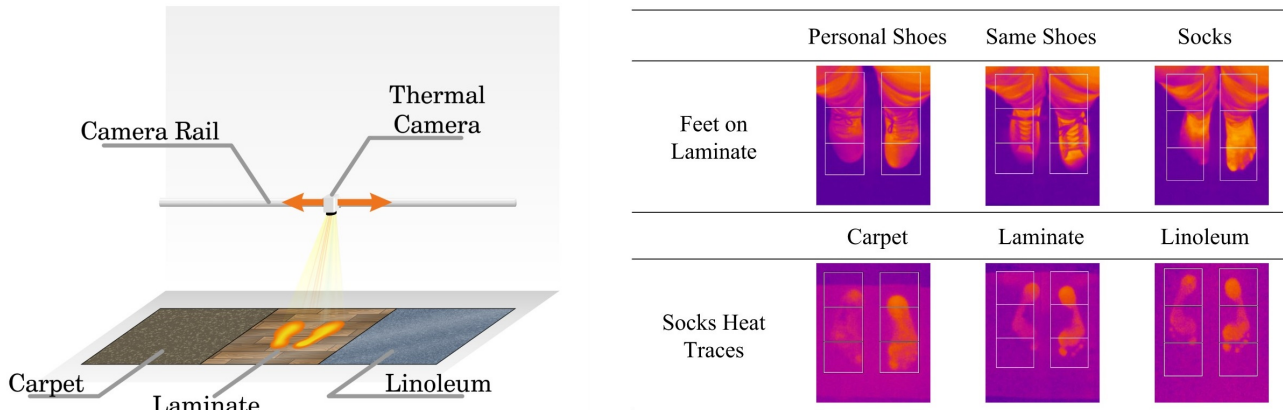 Thermal
Camera
Camera Rail
Carpet
Laminate
Linoleum
Personal Shoes Same Shoes Socks
Feet on
Laminate
Carpet Laminate Linoleum
Socks Heat
Traces